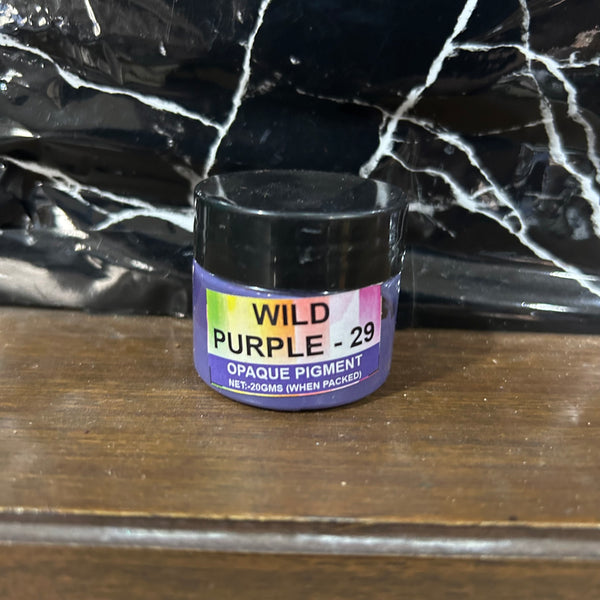 WILD
PURPLE - 29
OPAQUE PIGMENT
NET:-20GMS (WHEN PACKED)